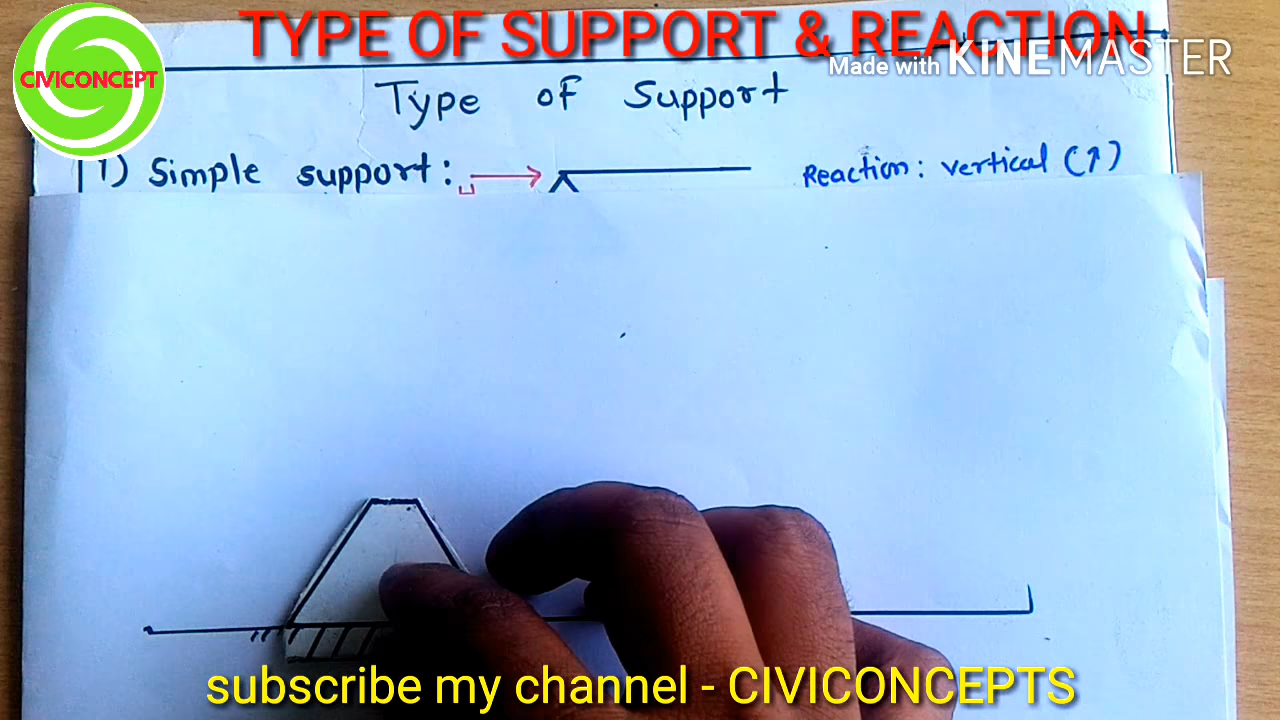 TYPE OF SUPPORT & REACTION
CIVICONCEPT
Made with KINEMASTER
Type of Support
1) Simple support: Reaction: vertical (↑)
subscribe my channel - CIVICONCEPTS